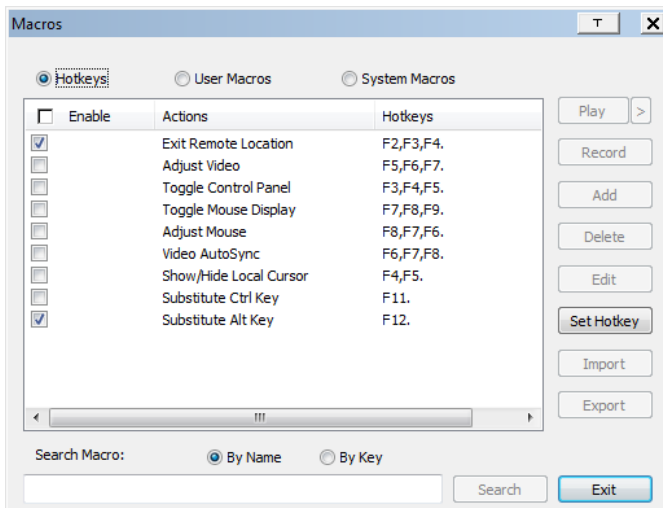 Macros T X
Hotkeys User Macros System Macros
Enable Actions Hotkeys Play >
Exit Remote Location F2,F3,F4.
Adjust Video F5,F6,F7. Record
Toggle Control Panel F3,F4,F5. Add
Toggle Mouse Display F7,F8,F9.
Adjust Mouse F8,F7,F6. Delete
Video AutoSync F6,F7,F8.
Show/Hide Local Cursor F4,F5. Edit
Substitute Ctrl Key F11.
Substitute Alt Key F12. Set Hotkey
Import
Export
Search Macro: By Name By Key
Search Exit